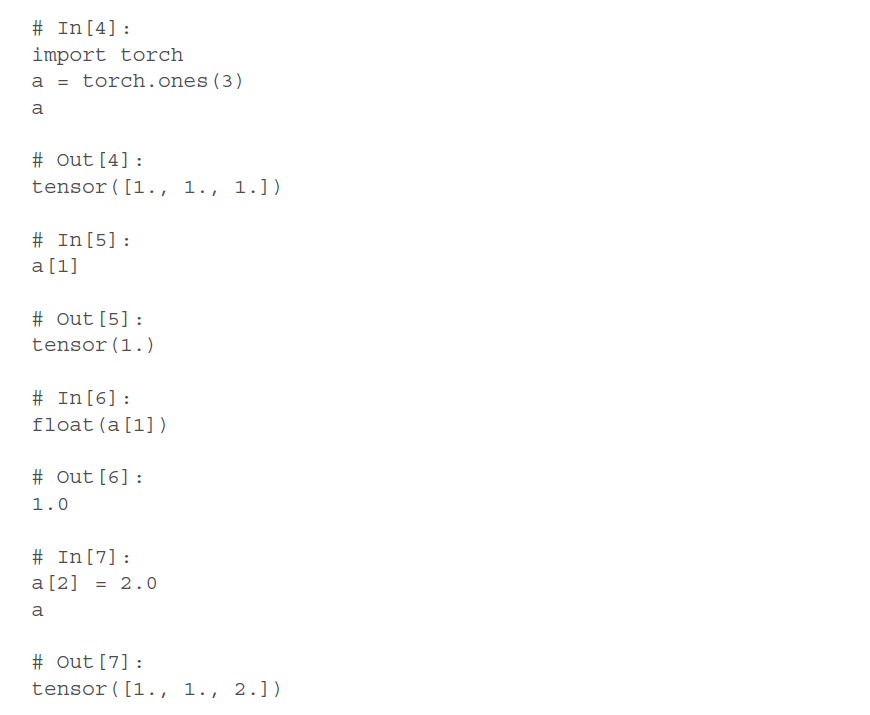 # In[4]:
import torch
a = torch.ones(3)
a
# Out[4]:
tensor([1., 1., 1.])
# In[5]:
a[1]
# Out[5]:
tensor(1.)
# In[6]:
float(a[1])
# Out[6]:
1.0
# In[7]:
a[2] = 2.0
a
# Out[7]:
tensor([1., 1., 2.])